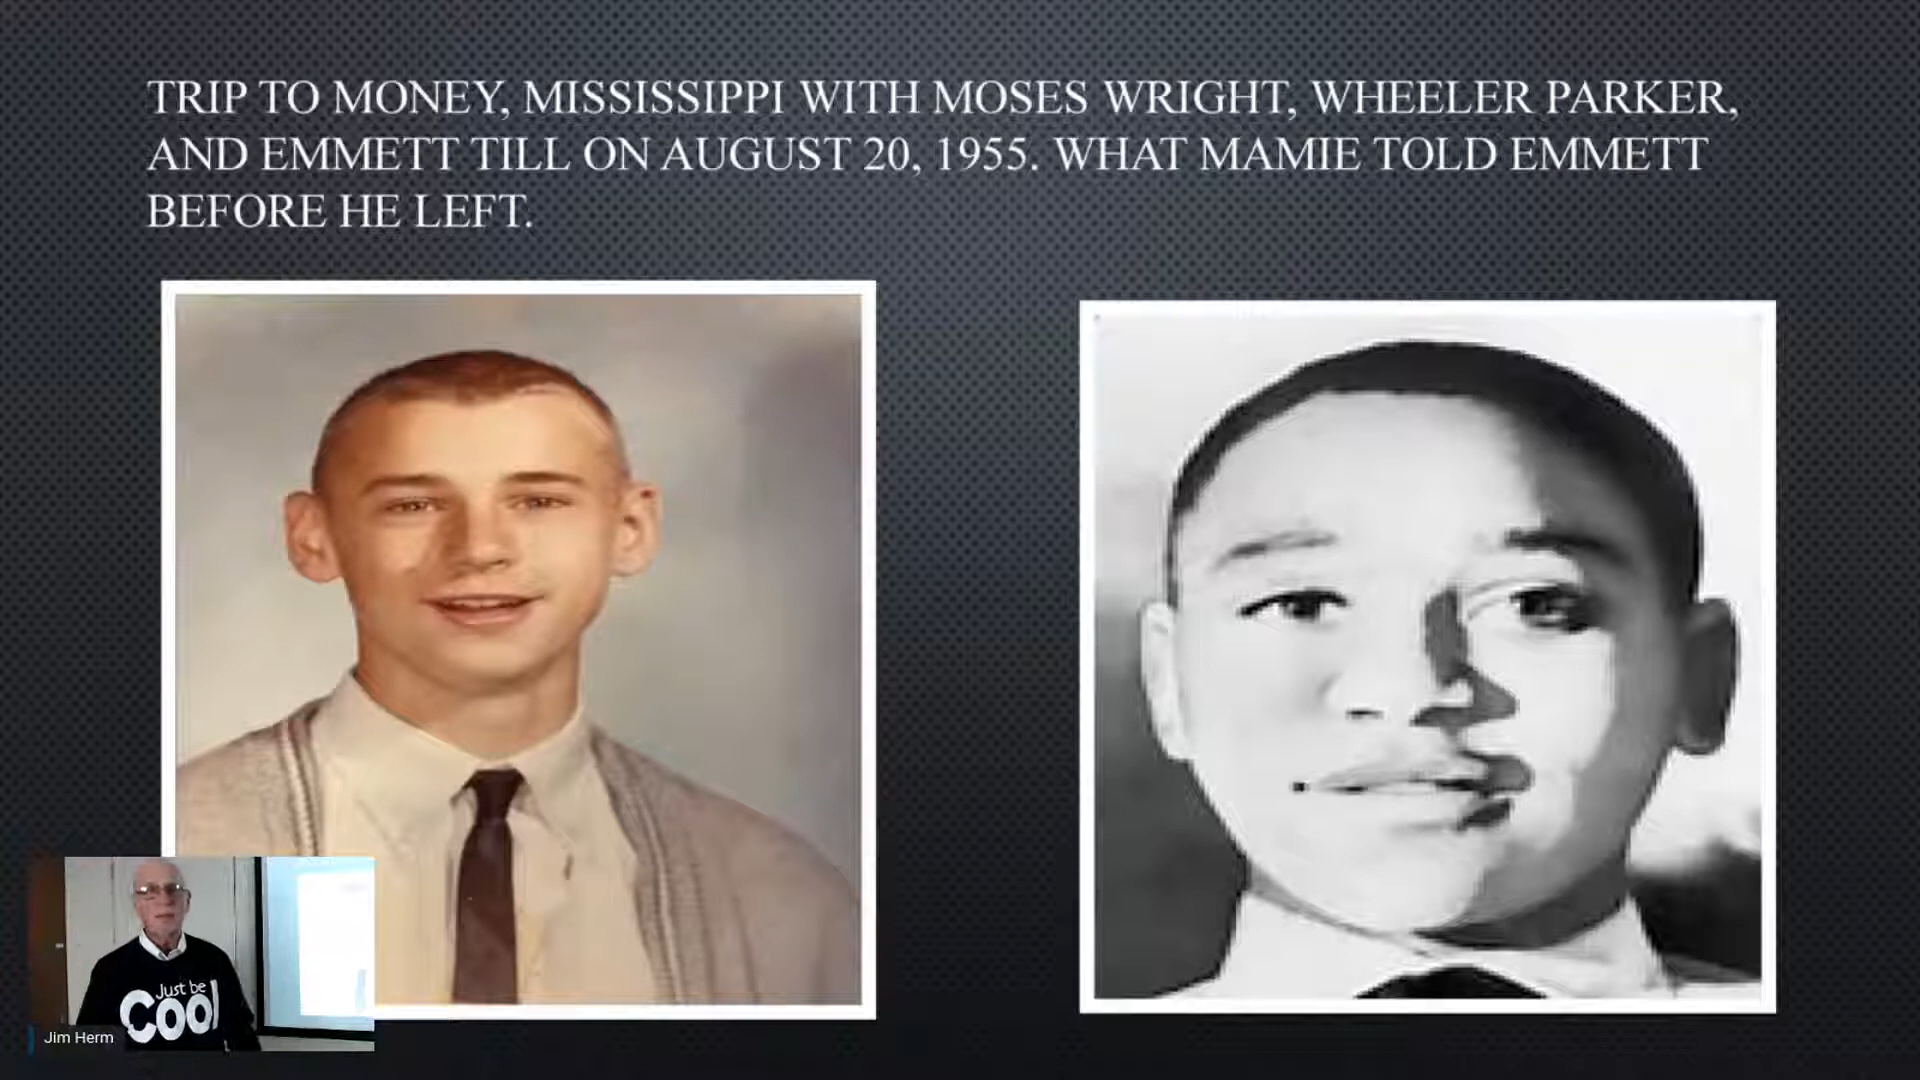 TRIP TO MONEY, MISSISSIPPI WITH MOSES WRIGHT, WHEELER PARKER,
AND EMMETT TILL ON AUGUST 20, 1955. WHAT MAMIE TOLD EMMETT
BEFORE HE LEFT.
Just be
Cool
Jim Herm